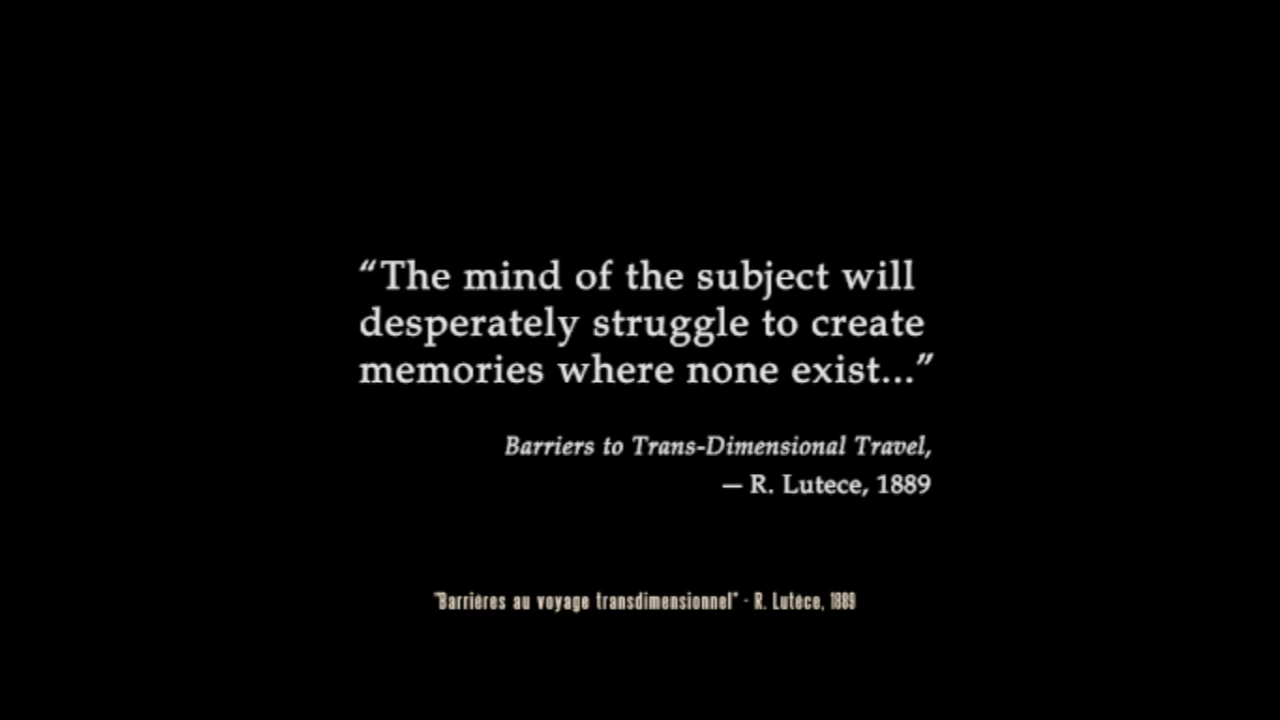 “The mind of the subject will
desperately struggle to create
memories where none exist...”
Barriers to Trans-Dimensional Travel,
— R. Lutece, 1889
"Barrières au voyage transdimensionnel" - R. Lutèce, 1889